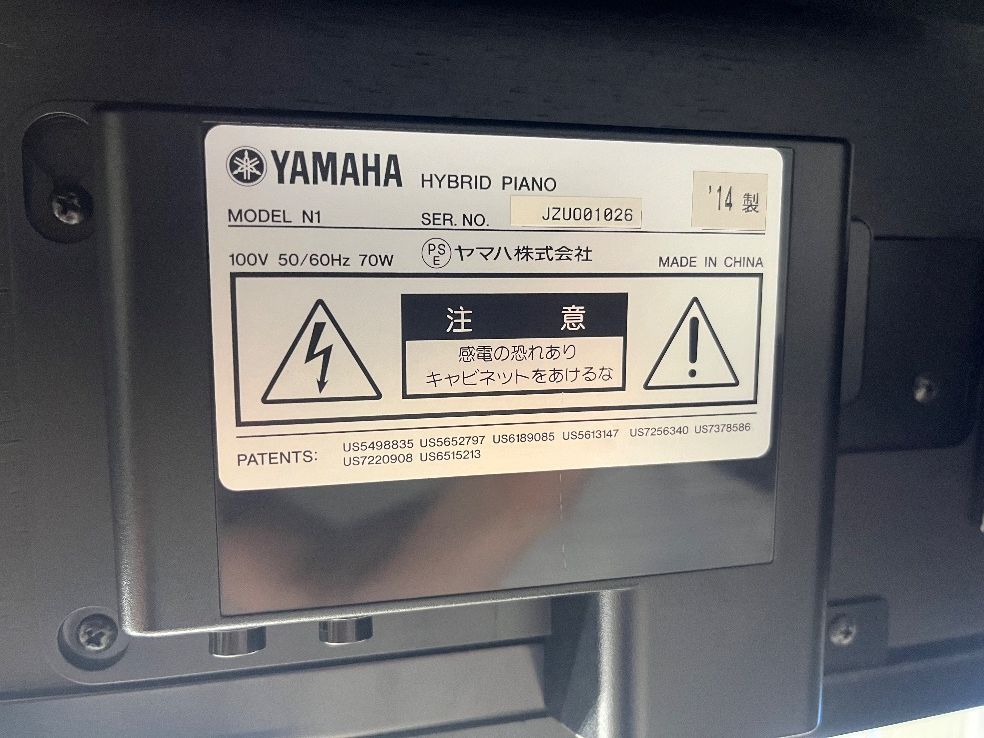 YAMAHA HYBRID PIANO
'14 製
MODEL N1 SER. NO. JZU001026
100V 50/60Hz 70W PS E ヤマハ株式会社 MADE IN CHINA
注 意
感電の恐れあり
キャビネットをあけるな
PATENTS: US5498835 US5652797 US6189085 US5613147 US7256340 US7378586
US7220908 US6515213